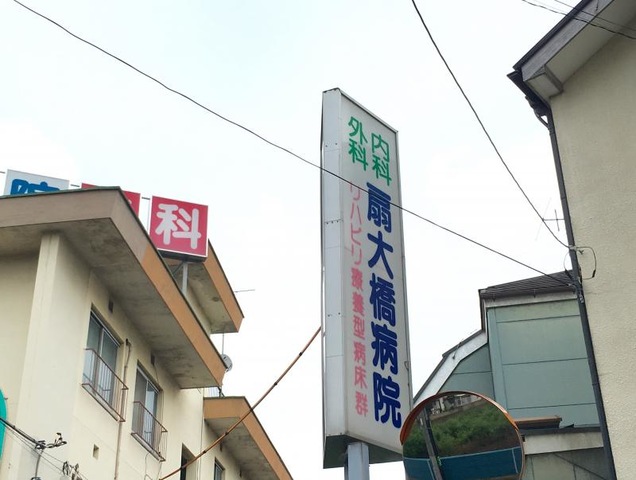 内科
外科
扇大橋病院
リハビリ療養型病床群
院
科